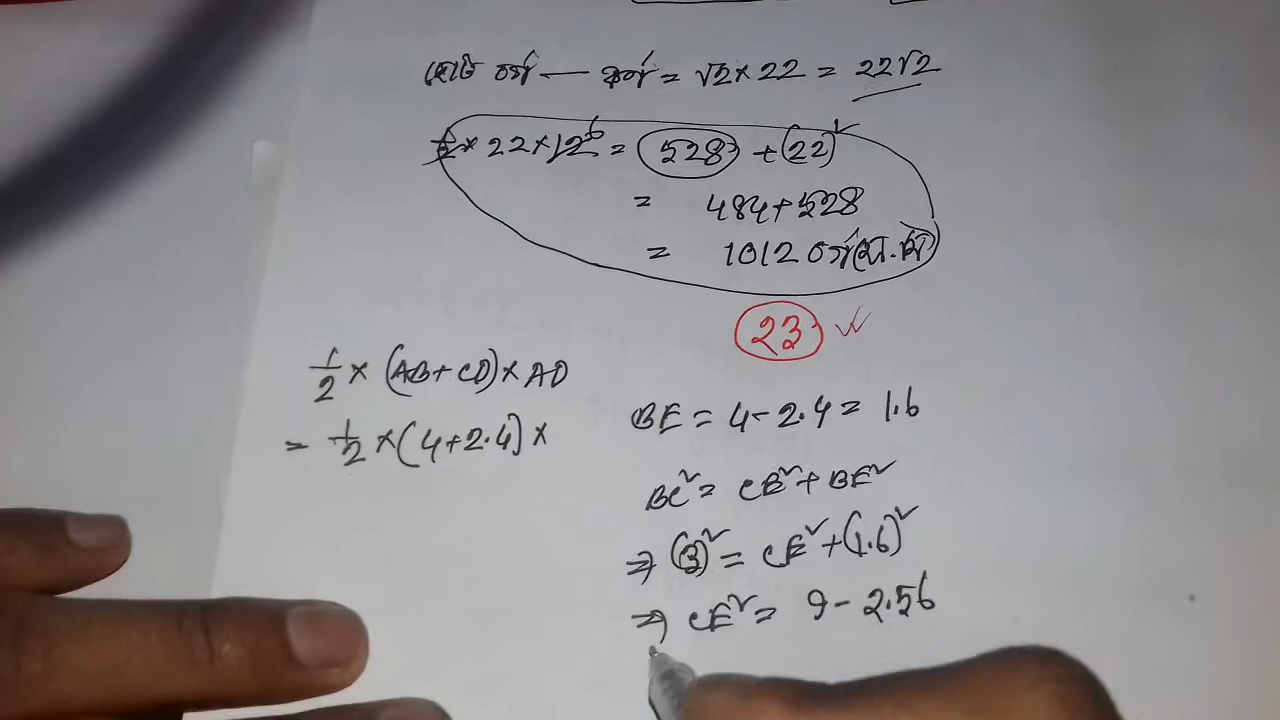 ছোট বর্গ — কর্ণ = √2 × 22 = 22√2
1/2 × 22 × 12 6 = 528 + (22)²
= 484 + 528
= 1012 বর্গ
23
1/2 × (AB + CD) × AD
= 1/2 × (4 + 2.4) ×
BE = 4 - 2.4 = 1.6
BC² = CE² + BE²
⇒ (3)² = CE² + (1.6)²
⇒ CE² = 9 - 2.56